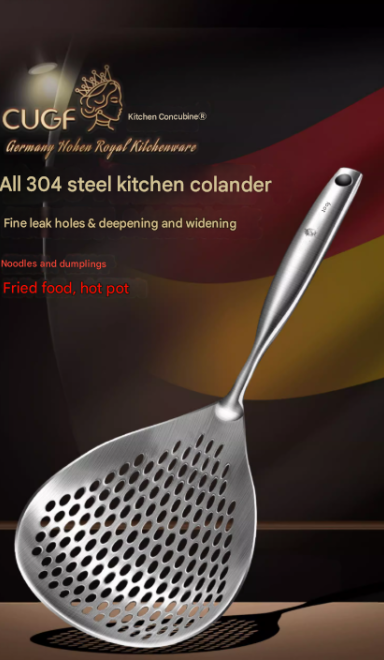 CUGF
Kitchen Concubine®
Germany Hohen Royal Kitchenware
All 304 steel kitchen colander
Fine leak holes & deepening and widening
Noodles and dumplings
Fried food, hot pot